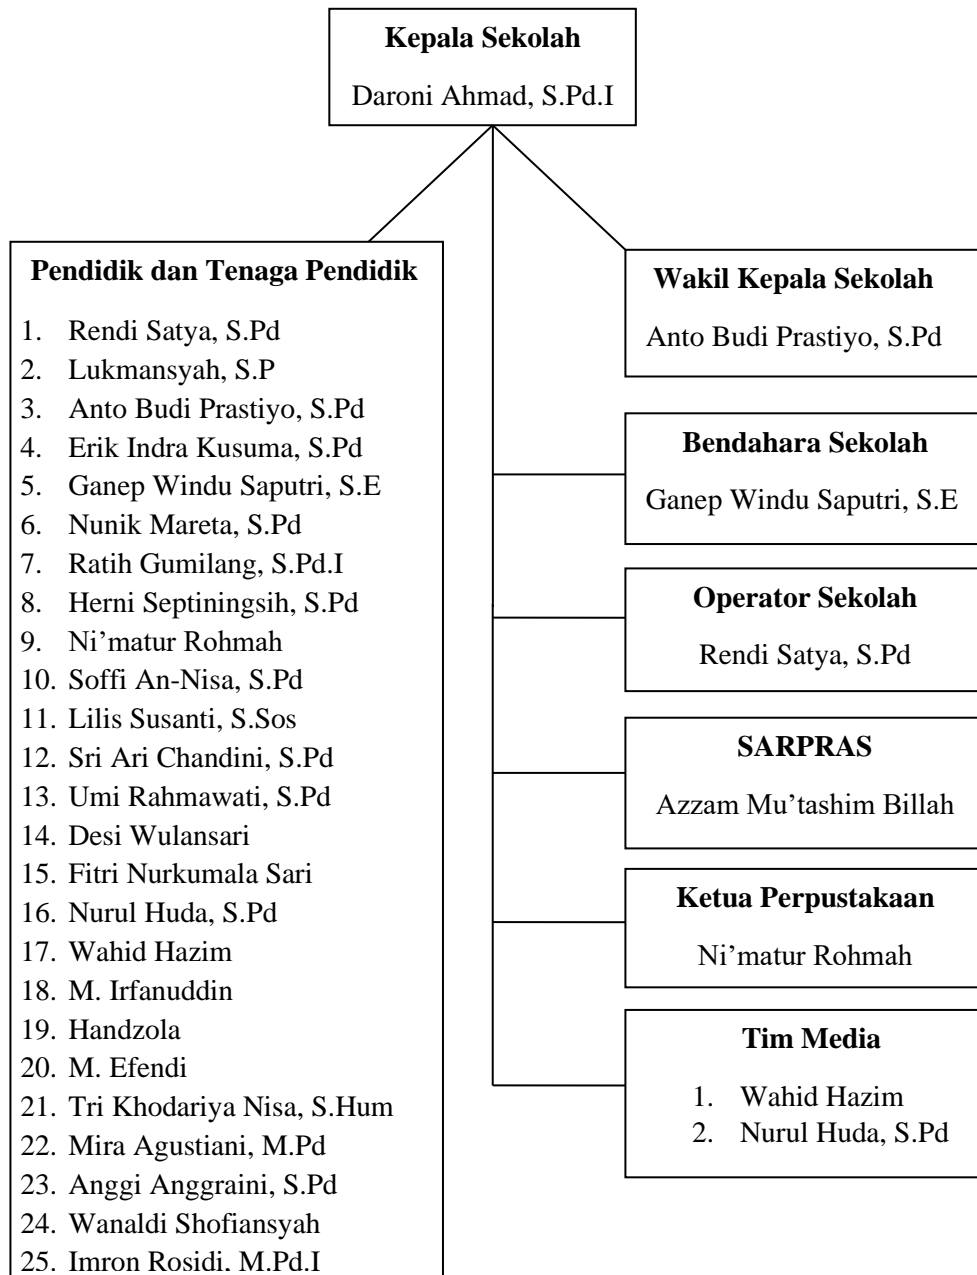 Kepala Sekolah
Daroni Ahmad, S.Pd.I
Pendidik dan Tenaga Pendidik
1. Rendi Satya, S.Pd
2. Lukmansyah, S.P
3. Anto Budi Prastiyo, S.Pd
4. Erik Indra Kusuma, S.Pd
5. Ganep Windu Saputri, S.E
6. Nunik Mareta, S.Pd
7. Ratih Gumilang, S.Pd.I
8. Herni Septiningsih, S.Pd
9. Ni’matur Rohmah
10. Soffi An-Nisa, S.Pd
11. Lilis Susanti, S.Sos
12. Sri Ari Chandini, S.Pd
13. Umi Rahmawati, S.Pd
14. Desi Wulansari
15. Fitri Nurkumala Sari
16. Nurul Huda, S.Pd
17. Wahid Hazim
18. M. Irfanuddin
19. Handzola
20. M. Efendi
21. Tri Khodariya Nisa, S.Hum
22. Mira Agustiani, M.Pd
23. Anggi Anggraini, S.Pd
24. Wanaldi Shofiansyah
25. Imron Rosidi, M.Pd.I
Wakil Kepala Sekolah
Anto Budi Prastiyo, S.Pd
Bendahara Sekolah
Ganep Windu Saputri, S.E
Operator Sekolah
Rendi Satya, S.Pd
SARPRAS
Azzam Mu’tashim Billah
Ketua Perpustakaan
Ni’matur Rohmah
Tim Media
1. Wahid Hazim
2. Nurul Huda, S.Pd